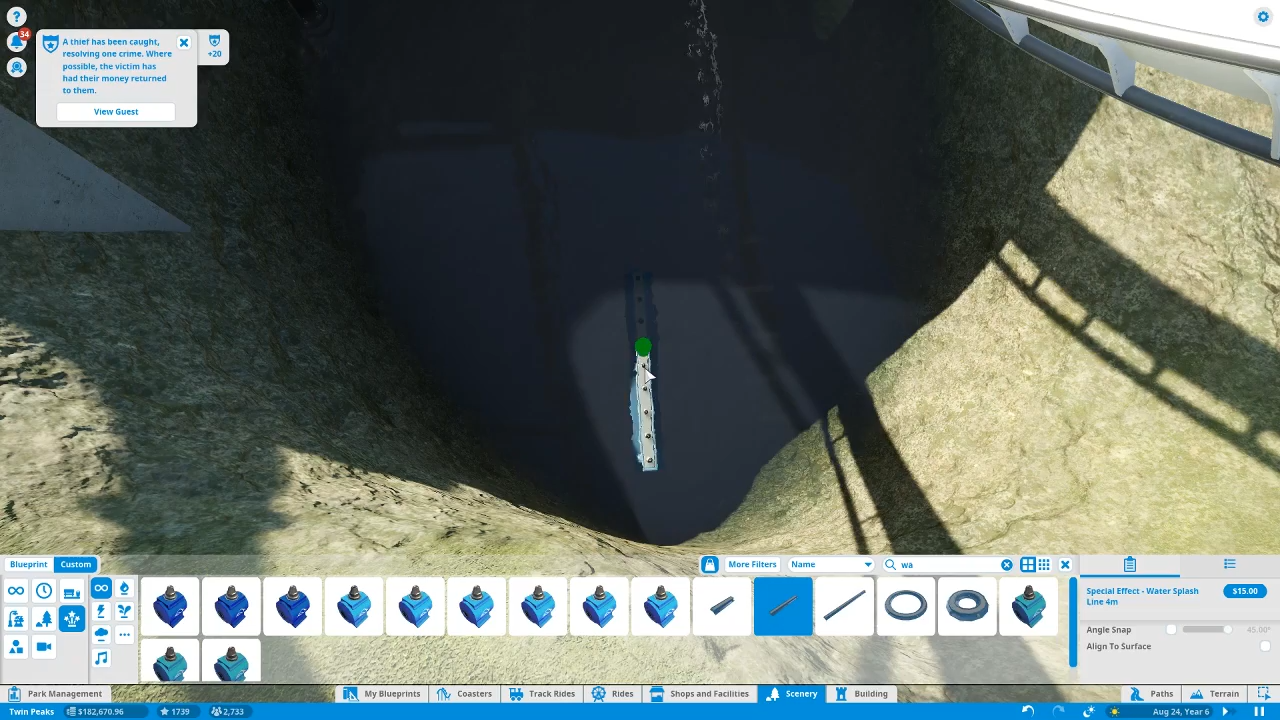 ?
34
A thief has been caught,
resolving one crime. Where
possible, the victim has
had their money returned
to them.
+20
View Guest
Blueprint
Custom
More Filters
Name
wa
Special Effect - Water Splash
Line 4m
$15.00
Angle Snap
45.00°
Align To Surface
Park Management
My Blueprints
Coasters
Track Rides
Rides
Shops and Facilities
Scenery
Building
Paths
Terrain
Twin Peaks
$182,670.96
1739
2,733
Aug 24, Year 6